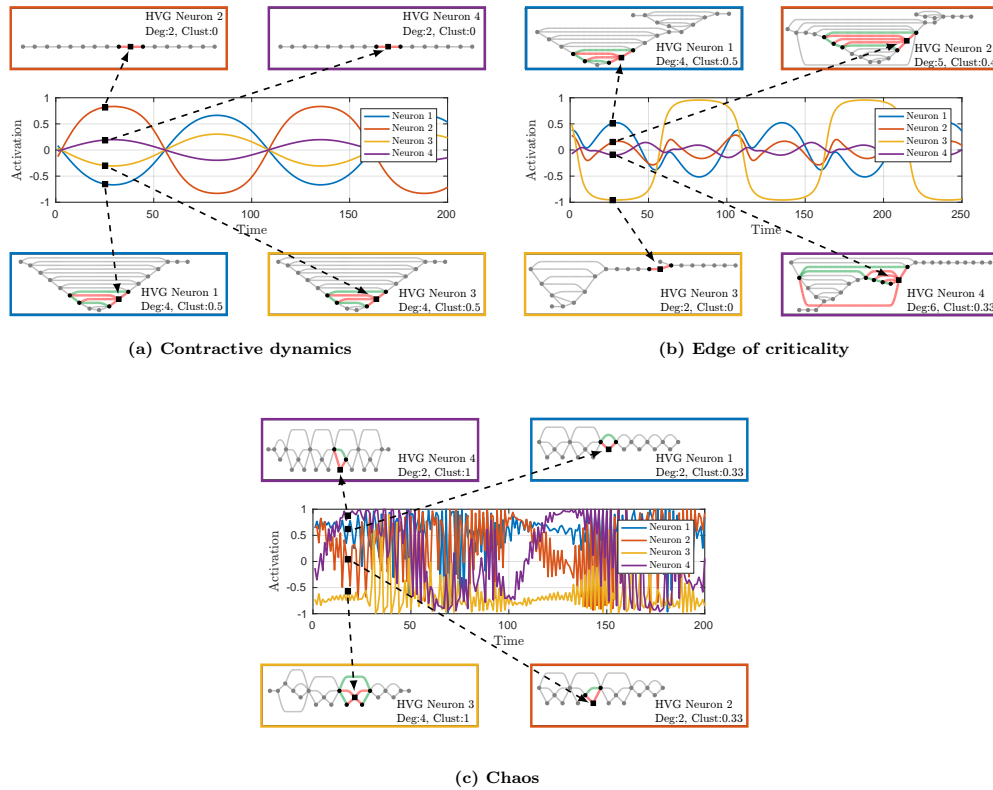 HVG Neuron 2
Deg:2, Clust:0
HVG Neuron 4
Deg:2, Clust:0
1
0.5
0
-0.5
-1
Activation
0
50
100
150
200
Time
Neuron 1
Neuron 2
Neuron 3
Neuron 4
HVG Neuron 1
Deg:4, Clust:0.5
HVG Neuron 3
Deg:4, Clust:0.5
(a) Contractive dynamics
HVG Neuron 1
Deg:4, Clust:0.5
HVG Neuron 2
Deg:5, Clust:0.4
1
0.5
0
-0.5
-1
Activation
0
50
100
150
200
250
Time
Neuron 1
Neuron 2
Neuron 3
Neuron 4
HVG Neuron 3
Deg:2, Clust:0
HVG Neuron 4
Deg:6, Clust:0.33
(b) Edge of criticality
HVG Neuron 4
Deg:2, Clust:1
HVG Neuron 1
Deg:2, Clust:0.33
1
0.5
0
-0.5
-1
Activation
0
50
100
150
200
Time
Neuron 1
Neuron 2
Neuron 3
Neuron 4
HVG Neuron 3
Deg:4, Clust:1
HVG Neuron 2
Deg:2, Clust:0.33
(c) Chaos